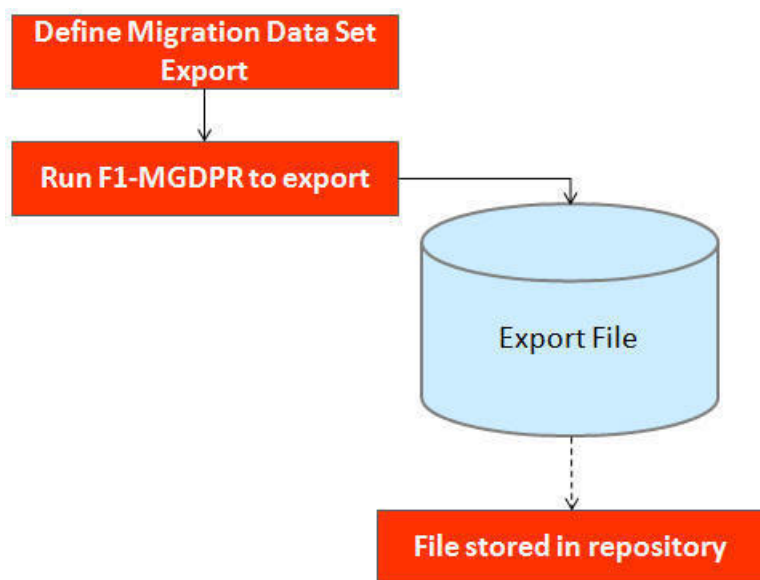 Define Migration Data Set
Export
Run F1-MGDPR to export
Export File
File stored in repository